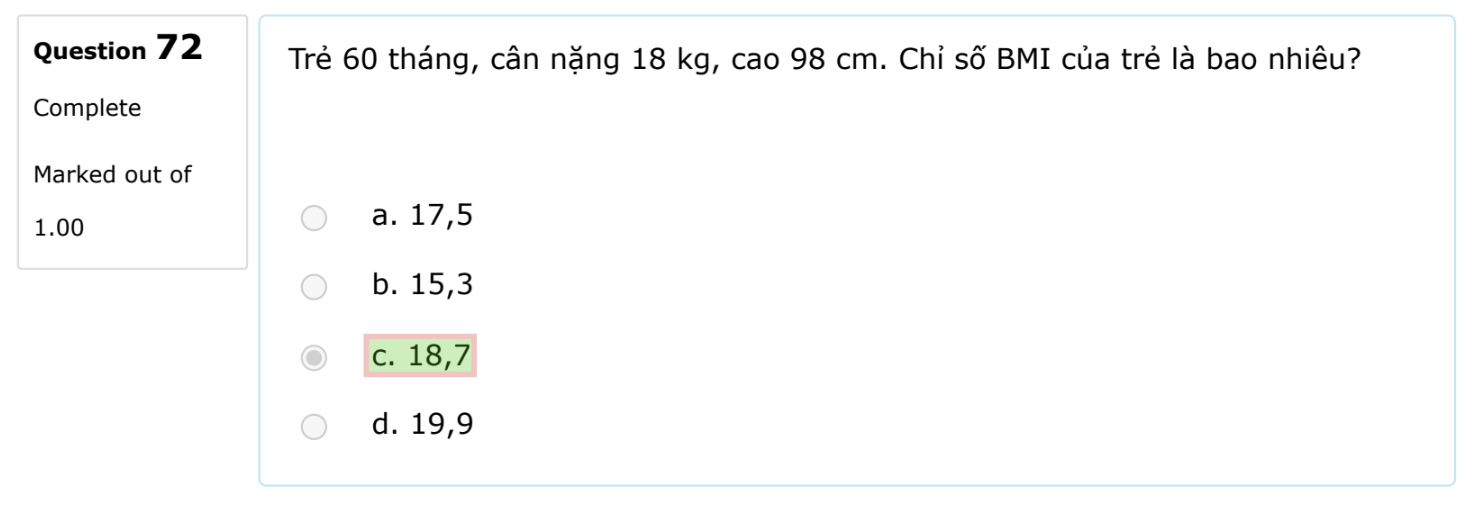 Question 72
Complete
Marked out of
1.00
Trẻ 60 tháng, cân nặng 18 kg, cao 98 cm. Chỉ số BMI của trẻ là bao nhiêu?
a. 17,5
b. 15,3
c. 18,7
d. 19,9